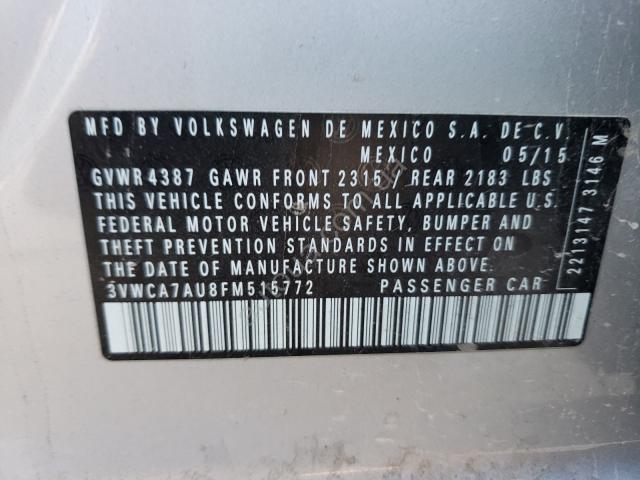 MFD BY VOLKSWAGEN DE MEXICO S.A. DE C.V
MEXICO 05/15
GVWR4387 GAWR FRONT 2315/ REAR 2183 LBS
THIS VEHICLE CONFORMS TO ALL APPLICABLE U.S.
FEDERAL MOTOR VEHICLE SAFETY, BUMPER AND
THEFT PREVENTION STANDARDS IN EFFECT ON
THE DATE OF MANUFACTURE SHOWN ABOVE.
3VWCA7AU8FM515772 PASSENGER CAR
2213147 3146 M